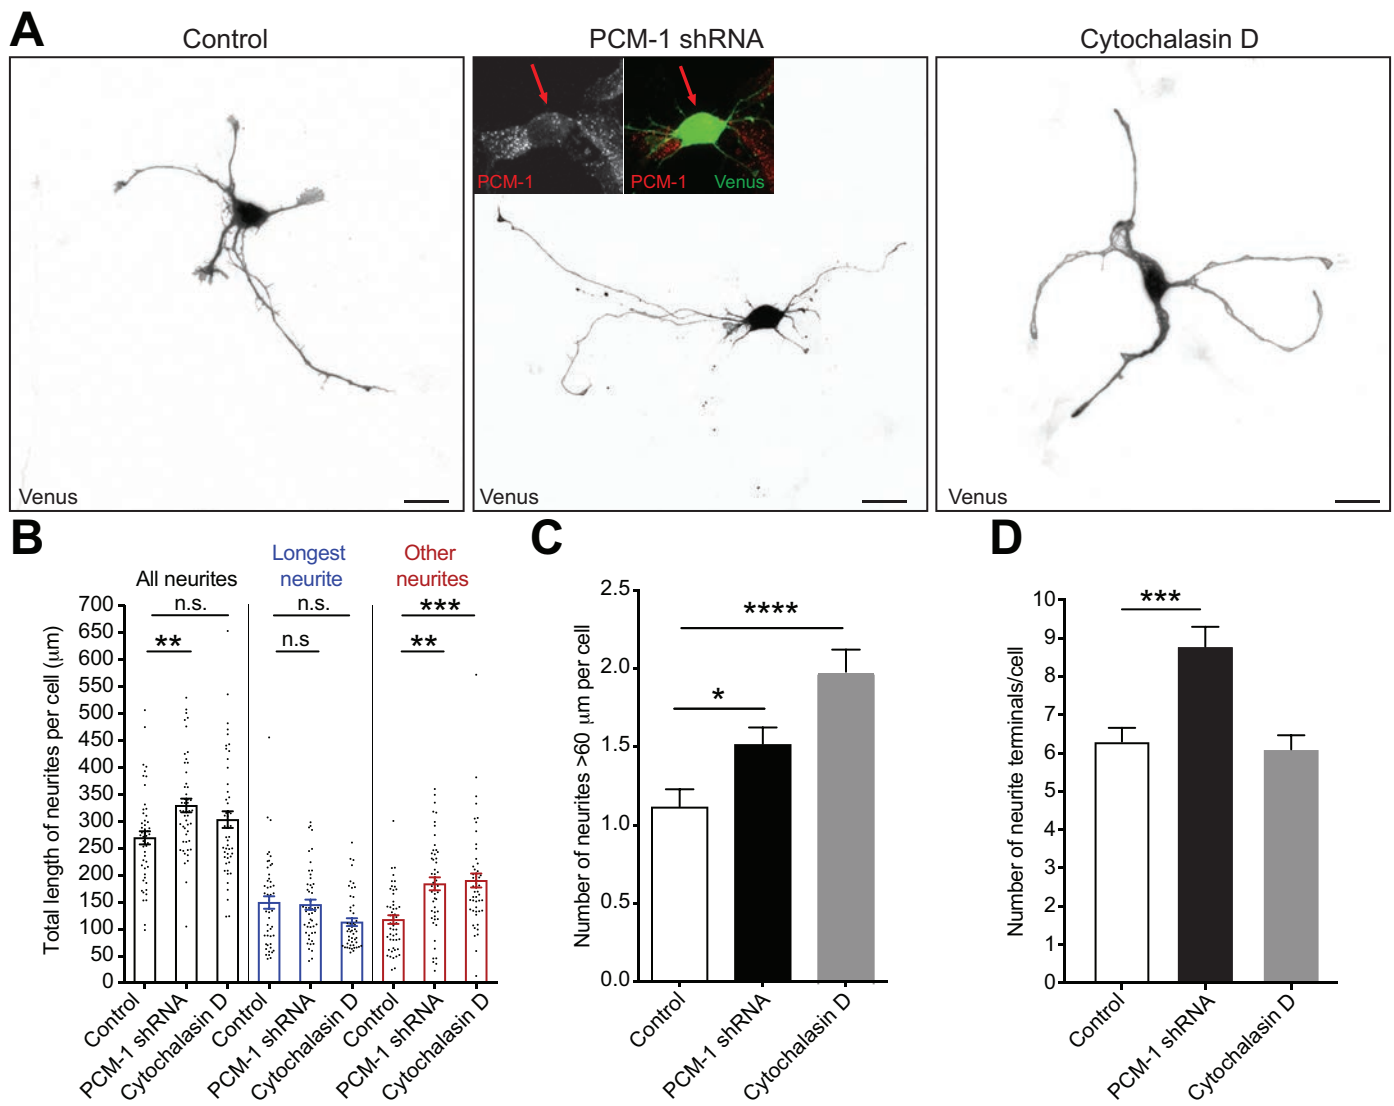 A
Control
PCM-1 shRNA
Cytochalasin D
PCM-1
PCM-1 Venus
Venus
Venus
Venus
B
All neurites
Longest
neurite
Other
neurites
n.s.
**
n.s.
n.s
***
**
Total length of neurites per cell (μm)
700
650
600
550
500
450
400
350
300
250
200
150
100
50
0
Control
PCM-1 shRNA
Cytochalasin D
Control
PCM-1 shRNA
Cytochalasin D
Control
PCM-1 shRNA
Cytochalasin D
C
Number of neurites >60 μm per cell
2.5
2.0
1.5
1.0
0.5
0.0
****
*
Control
PCM-1 shRNA
Cytochalasin D
D
Number of neurite terminals/cell
10
9
8
7
6
5
4
3
2
1
0
***
Control
PCM-1 shRNA
Cytochalasin D